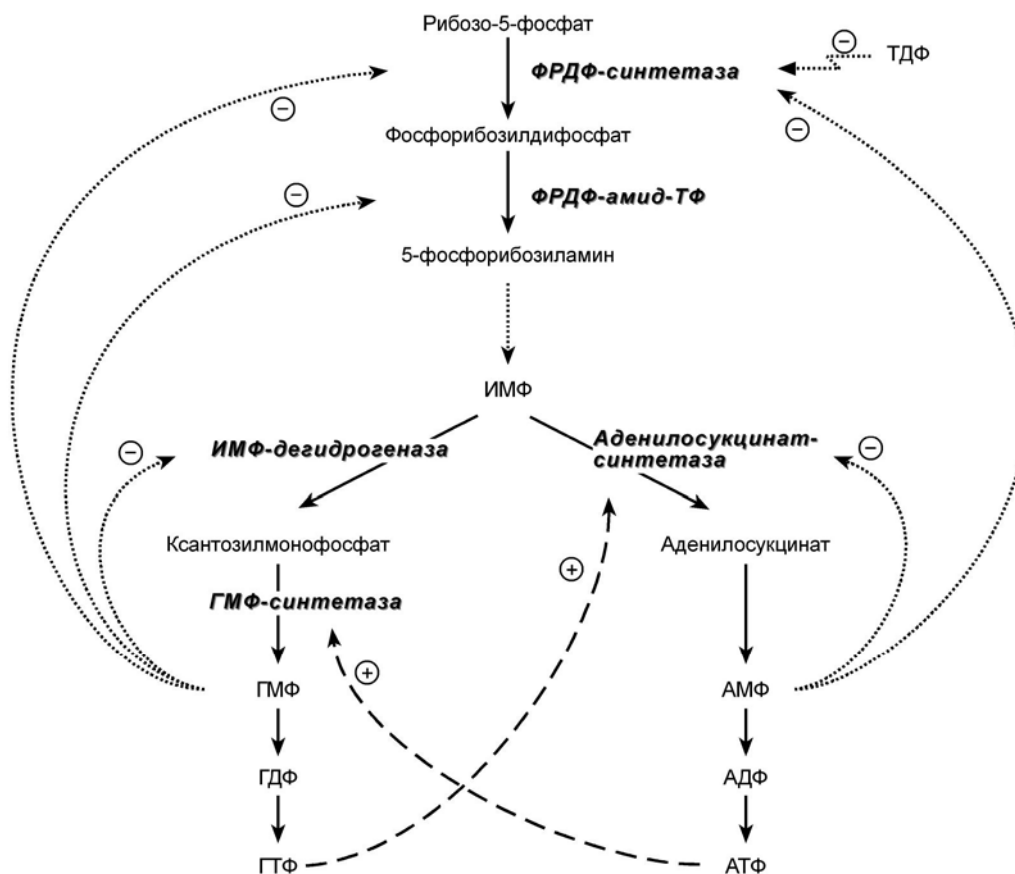 Рибозо-5-фосфат
ФРДФ-синтетаза
ТДФ
Фосфорибозилдифосфат
ФРДФ-амид-ТФ
5-фосфорибозиламин
ИМФ
ИМФ-дегидрогеназа
Аденилосукцинат-
синтетаза
Ксантозилмонофосфат
Аденилосукцинат
ГМФ-синтетаза
ГМФ
АМФ
ГДФ
АДФ
ГТФ
АТФ